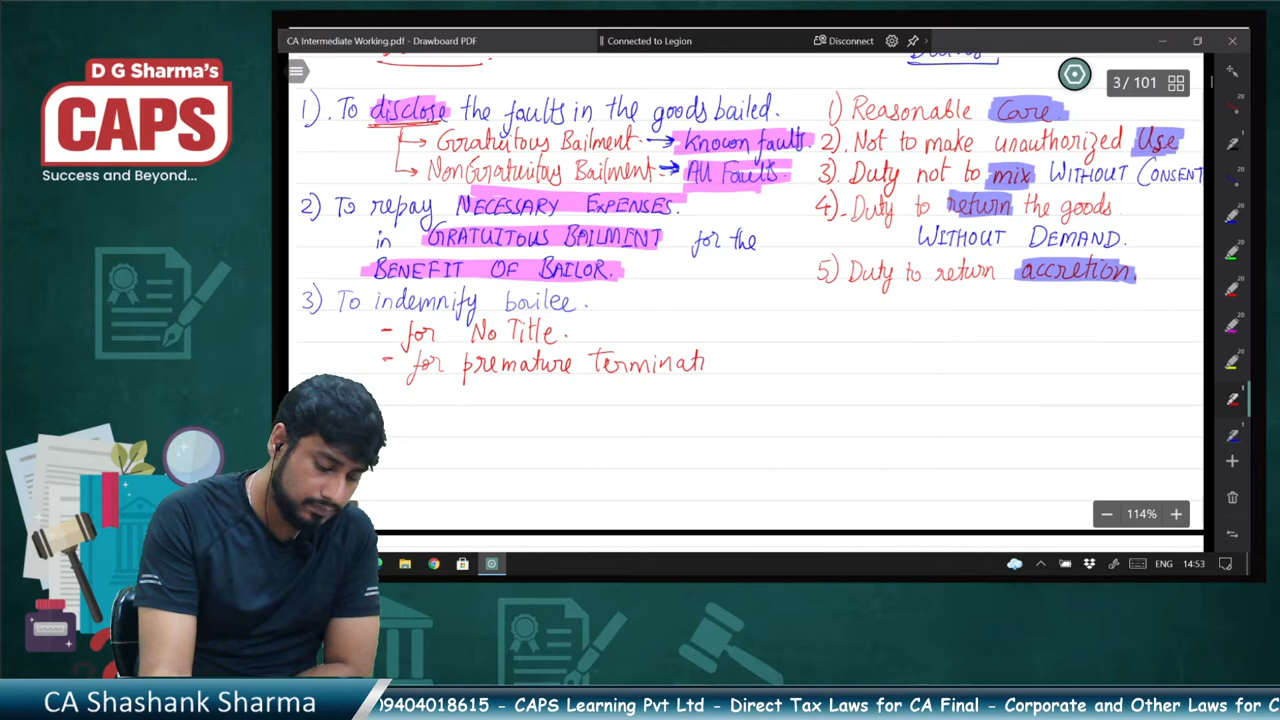 D G Sharma's
CAPS
Success and Beyond...
CA Intermediate Working.pdf - Drawboard PDF
Connected to Legion
Disconnect
3 / 101
1). To disclose the faults in the goods bailed.
Gratuitous Bailment → Known faults.
Non Gratuitous Bailment → All Faults.
2) To repay NECESSARY EXPENSES.
in GRATUITOUS BAILMENT for the
BENEFIT OF BAILOR.
3) To indemnify bailee.
- for No Title.
- for premature Terminati
1) Reasonable Care.
2). Not to make unauthorized Use
3). Duty not to mix WITHOUT CONSENT
4). Duty to return the goods
WITHOUT DEMAND.
5) Duty to return accretion.
114%
ENG 14:53
CA Shashank Sharma
09404018615 - CAPS Learning Pvt Ltd - Direct Tax Laws for CA Final - Corporate and Other Laws for C